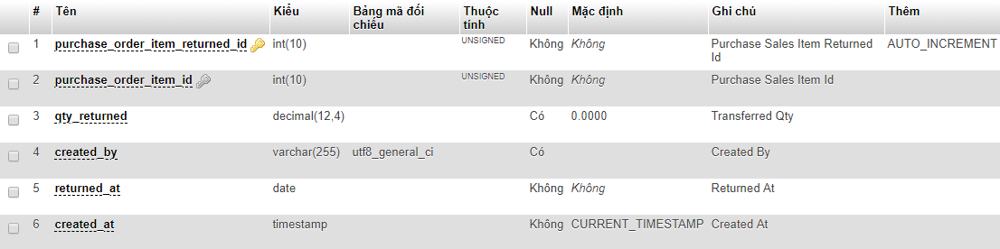 # Tên Kiểu Bảng mã đối chiếu Thuộc tính Null Mặc định Ghi chú Thêm
1 purchase_order_item_returned_id int(10) UNSIGNED Không Không Purchase Sales Item Returned Id AUTO_INCREMENT
2 purchase_order_item_id int(10) UNSIGNED Không Không Purchase Sales Item Id
3 qty_returned decimal(12,4) Có 0.0000 Transferred Qty
4 created_by varchar(255) utf8_general_ci Có Created By
5 returned_at date Không Không Returned At
6 created_at timestamp Không CURRENT_TIMESTAMP Created At